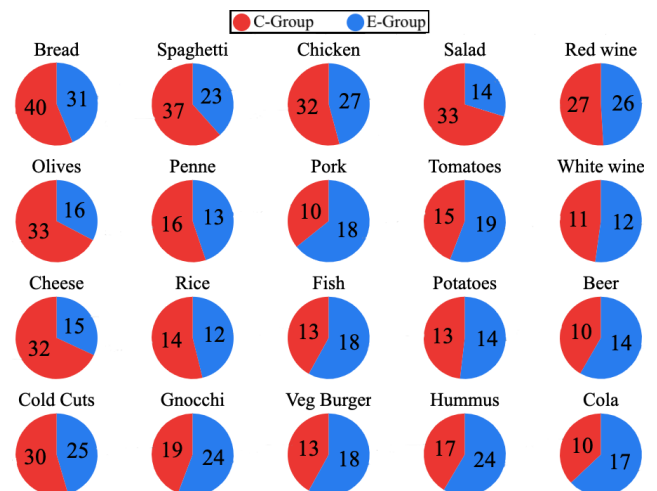 C-Group E-Group
Bread Spaghetti Chicken Salad Red wine
40 31 37 23 32 27 33 14 27 26
Olives Penne Pork Tomatoes White wine
33 16 16 13 10 18 15 19 11 12
Cheese Rice Fish Potatoes Beer
32 15 14 12 13 18 13 14 10 14
Cold Cuts Gnocchi Veg Burger Hummus Cola
30 25 19 24 13 18 17 24 10 17